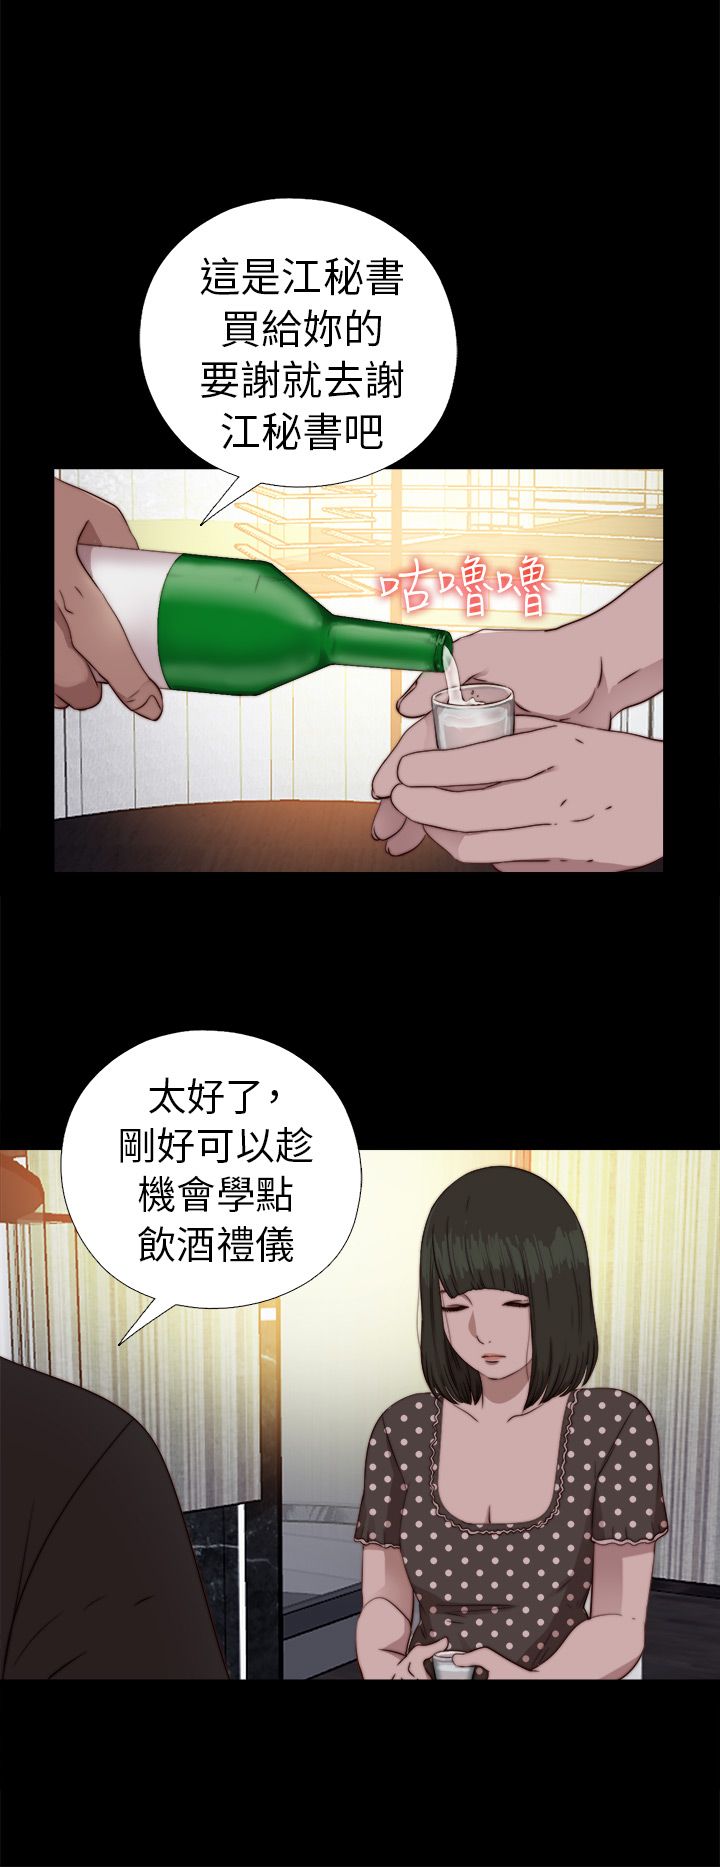 這是江秘書
買給妳的
要謝就去謝
江秘書吧
咕嚕嚕
太好了，
剛好可以趁
機會學點
飲酒禮儀